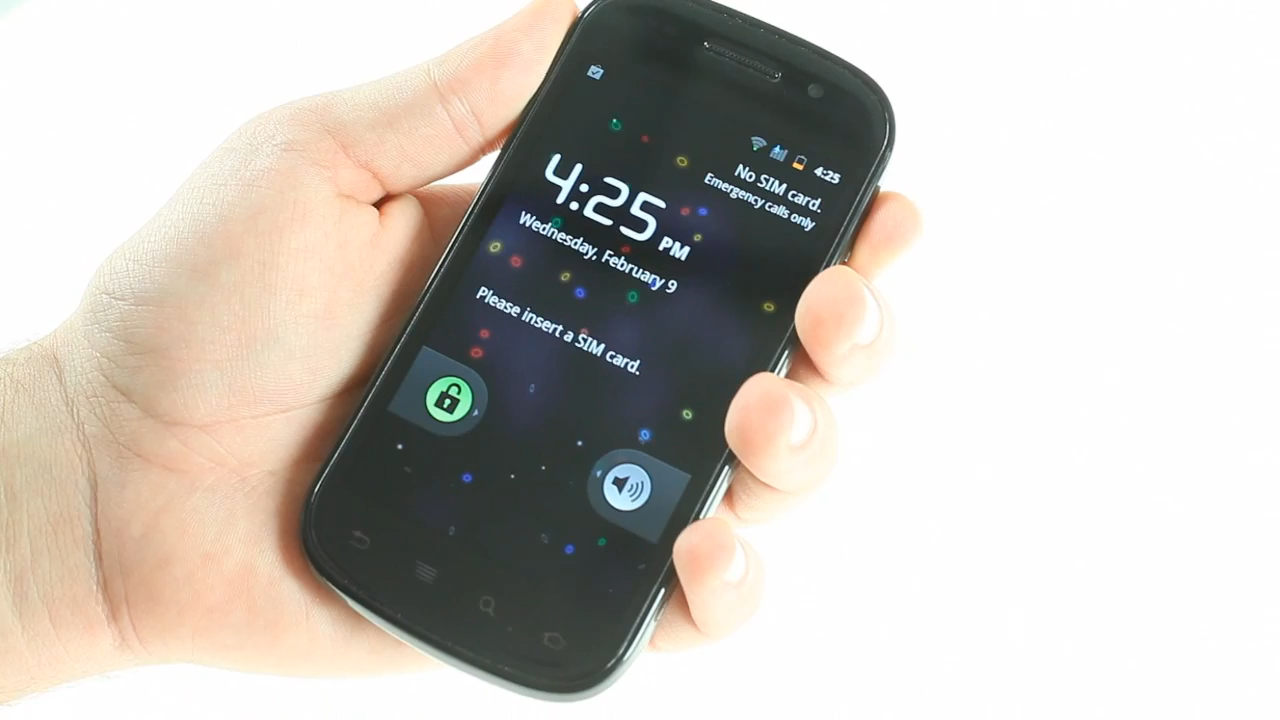 4:25
No SIM card.
Emergency calls only
4:25 PM
Wednesday, February 9
Please insert a SIM card.